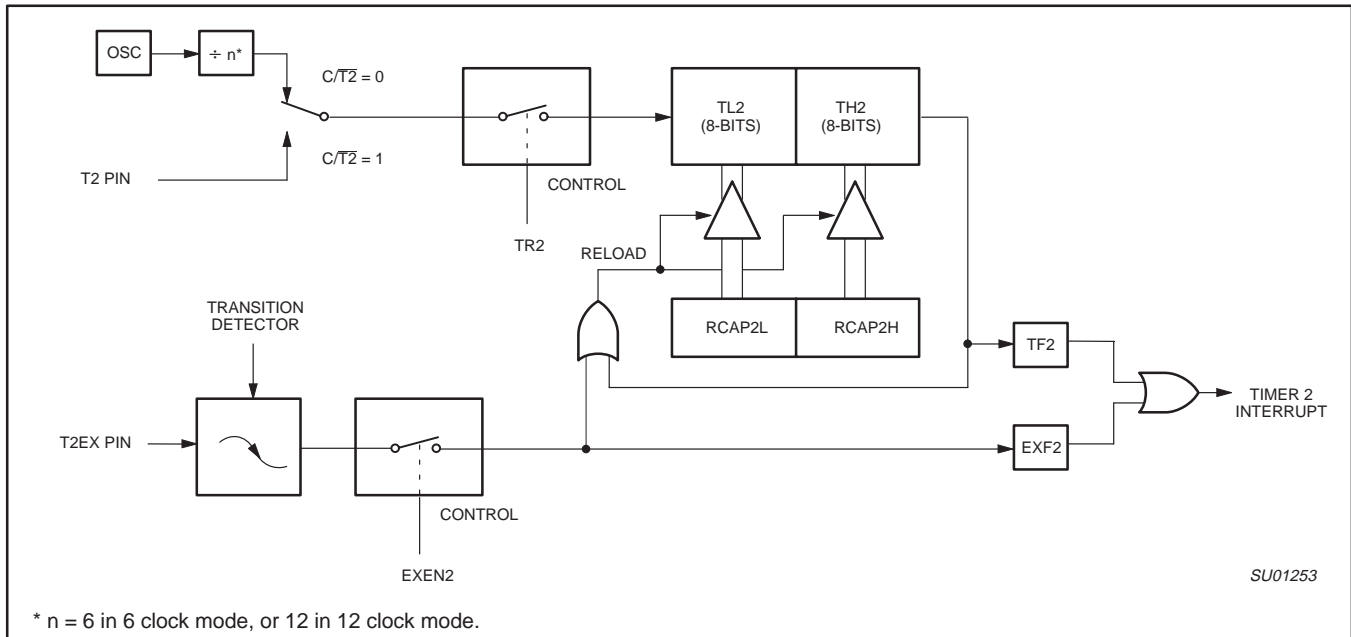 OSC
÷ n*
C/T2̅ = 0
C/T2̅ = 1
T2 PIN
CONTROL
TR2
TL2
(8-BITS)
TH2
(8-BITS)
RELOAD
RCAP2L
RCAP2H
TRANSITION
DETECTOR
T2EX PIN
CONTROL
EXEN2
TF2
EXF2
TIMER 2
INTERRUPT
SU01253
* n = 6 in 6 clock mode, or 12 in 12 clock mode.